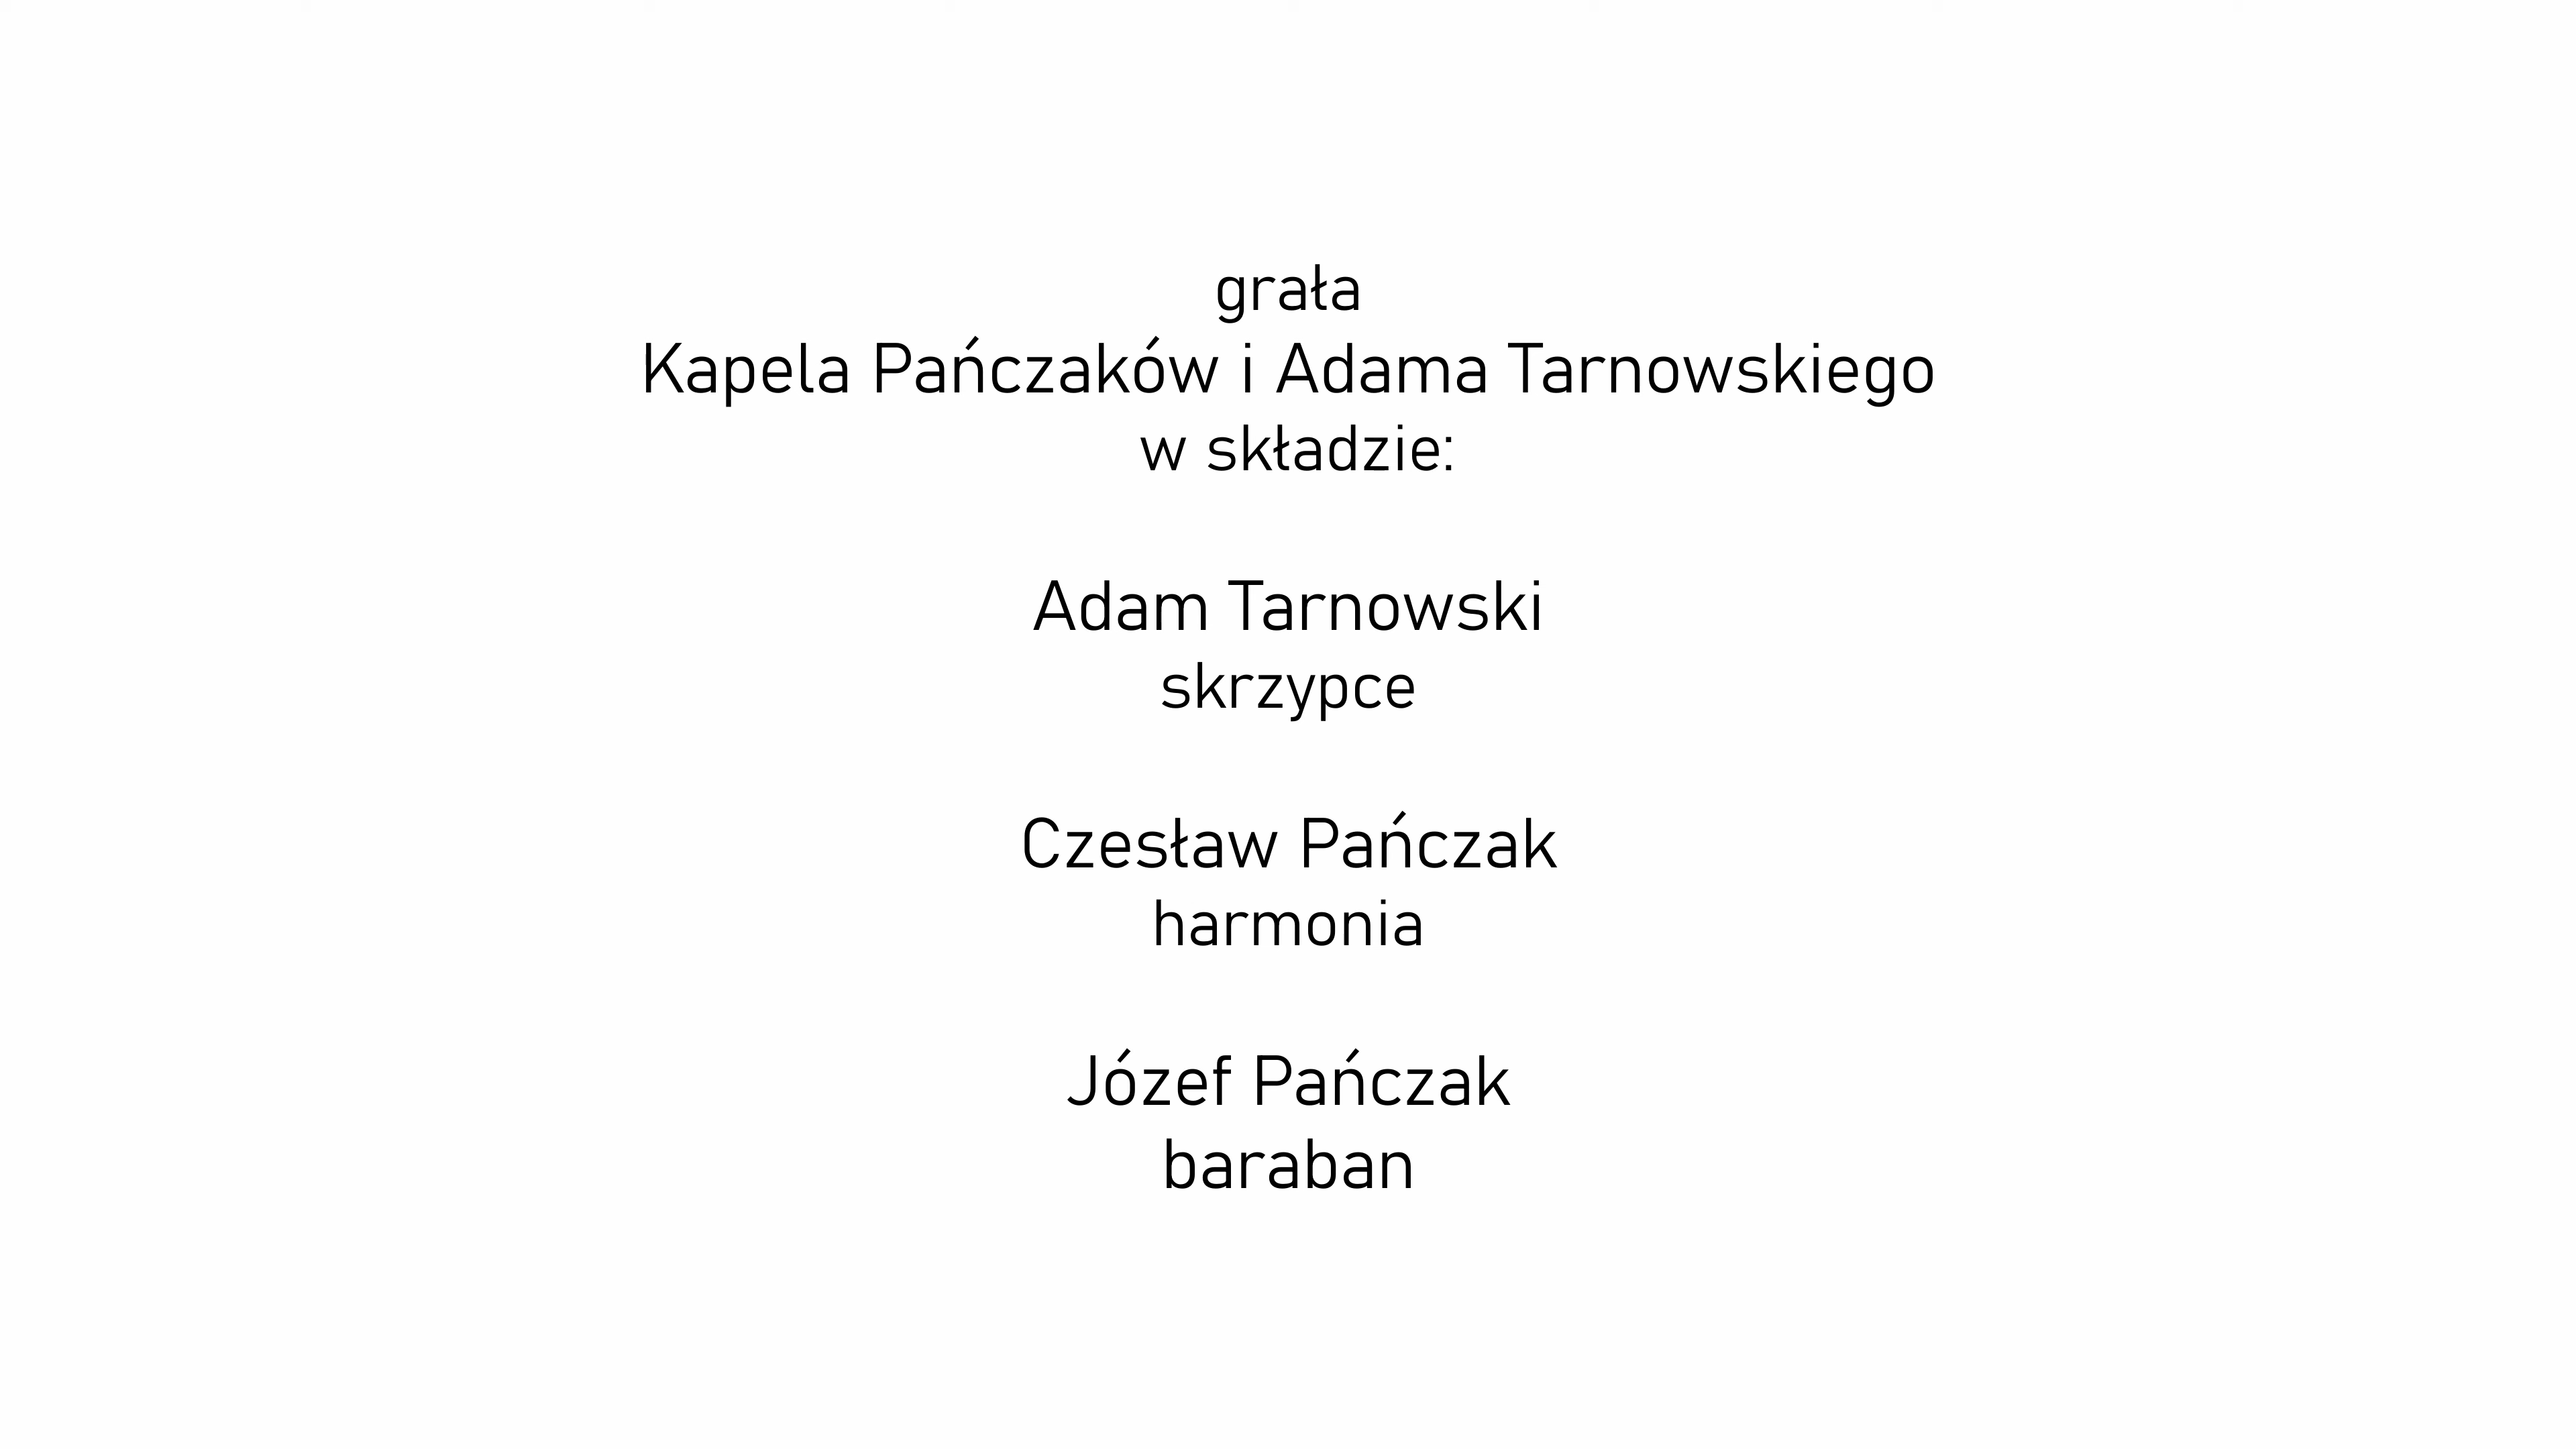 grała
Kapela Pańczaków i Adama Tarnowskiego
w składzie:
Adam Tarnowski
skrzypce
Czesław Pańczak
harmonia
Józef Pańczak
baraban